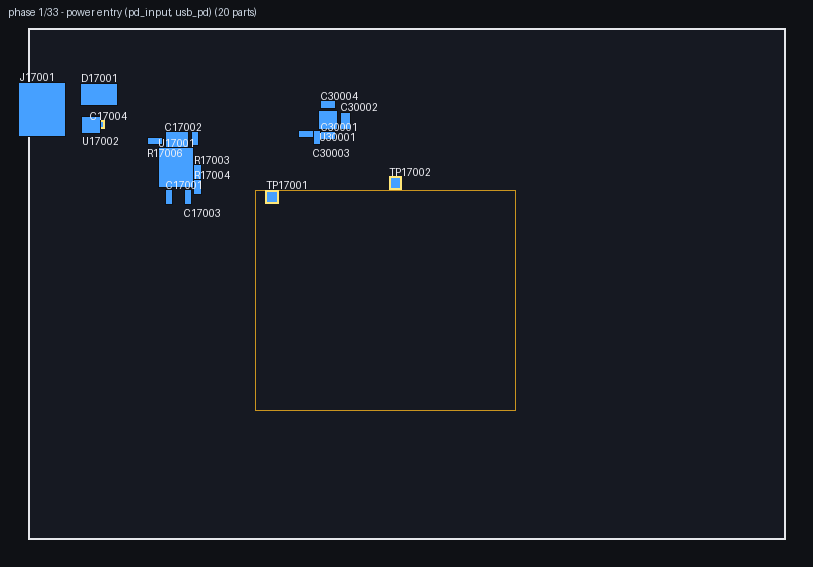 phase 1/33 - power entry (pd_input, usb_pd) (20 parts)
J17001
D17001
C30004
C30002
C17004
C17002
C30001
U30001
U17002
U17001
R17006
C30003
R17003
TP17002
R17004
C17001
TP17001
C17003